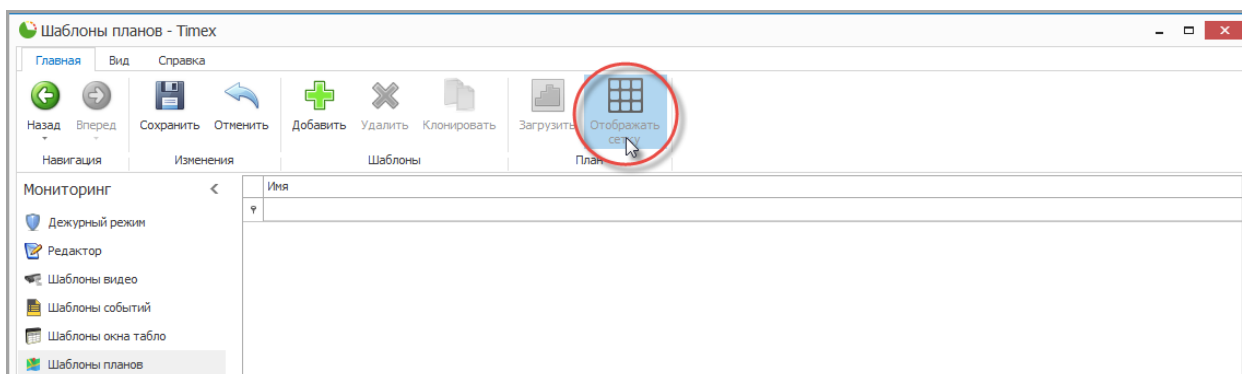 Шаблоны планов - Timex
Главная Вид Справка
Назад Вперед Сохранить Отменить Добавить Удалить Клонировать Загрузить Отображать
сетку
Навигация Изменения Шаблоны План
Мониторинг
Имя
Дежурный режим
Редактор
Шаблоны видео
Шаблоны событий
Шаблоны окна табло
Шаблоны планов